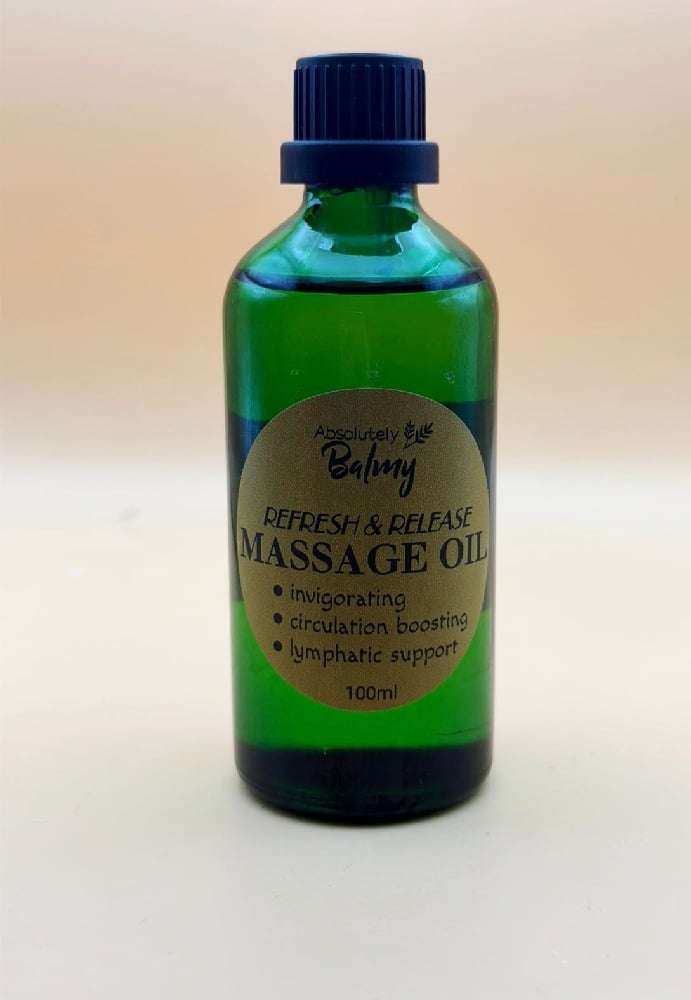 Absolutely
Balmy
REFRESH & RELEASE
MASSAGE OIL
• invigorating
• circulation boosting
• lymphatic support
100ml